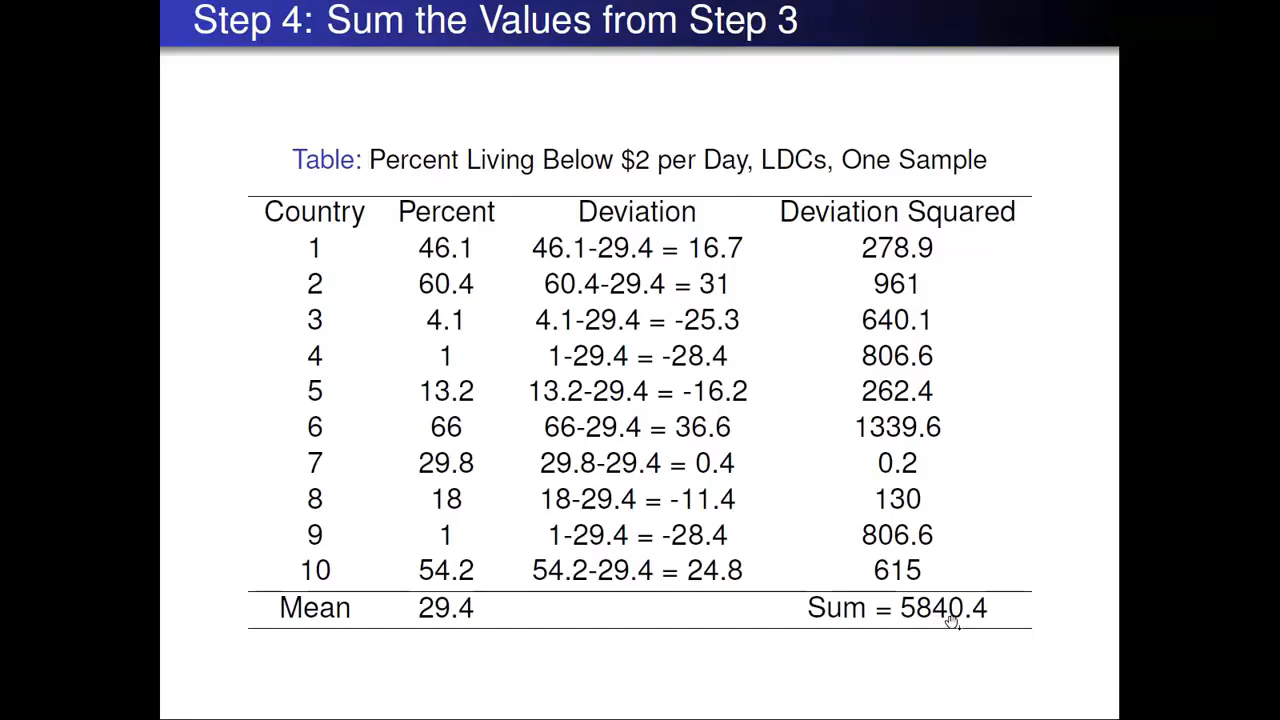 Step 4: Sum the Values from Step 3
Table: Percent Living Below $2 per Day, LDCs, One Sample
Country Percent Deviation Deviation Squared
1 46.1 46.1-29.4 = 16.7 278.9
2 60.4 60.4-29.4 = 31 961
3 4.1 4.1-29.4 = -25.3 640.1
4 1 1-29.4 = -28.4 806.6
5 13.2 13.2-29.4 = -16.2 262.4
6 66 66-29.4 = 36.6 1339.6
7 29.8 29.8-29.4 = 0.4 0.2
8 18 18-29.4 = -11.4 130
9 1 1-29.4 = -28.4 806.6
10 54.2 54.2-29.4 = 24.8 615
Mean 29.4 Sum = 5840.4